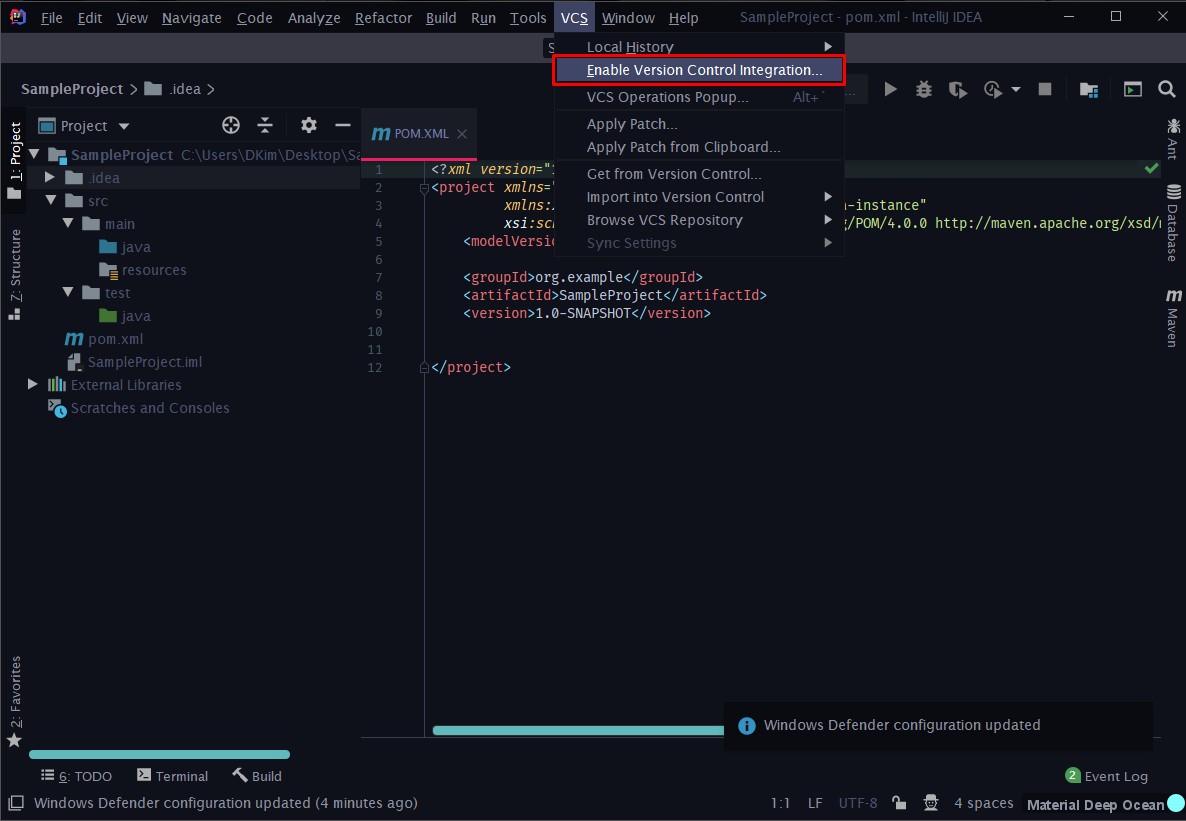 File Edit View Navigate Code Analyze Refactor Build Run Tools VCS Window Help SampleProject - pom.xml - IntelliJ IDEA
Local History
Enable Version Control Integration...
VCS Operations Popup... Alt+`
Apply Patch...
Apply Patch from Clipboard...
Get from Version Control...
Import into Version Control
Browse VCS Repository
Sync Settings
SampleProject .idea
Project
POM.XML
1: Project
Z: Structure
2: Favorites
SampleProject C:\Users\DKim\Desktop\Sa
.idea
src
main
java
resources
test
java
pom.xml
SampleProject.iml
External Libraries
Scratches and Consoles
1 <?xml version="
2 <project xmlns="
3 xmlns: -instance"
4 xsi:sc g/POM/4.0.0 http://maven.apache.org/xsd/
5 <modelVersio
6
7 <groupId>org.example</groupId>
8 <artifactId>SampleProject</artifactId>
9 <version>1.0-SNAPSHOT</version>
10
11
12 </project>
Ant
Database
Maven
Windows Defender configuration updated
6: TODO Terminal Build 2 Event Log
Windows Defender configuration updated (4 minutes ago) 1:1 LF UTF-8 4 spaces Material Deep Ocean